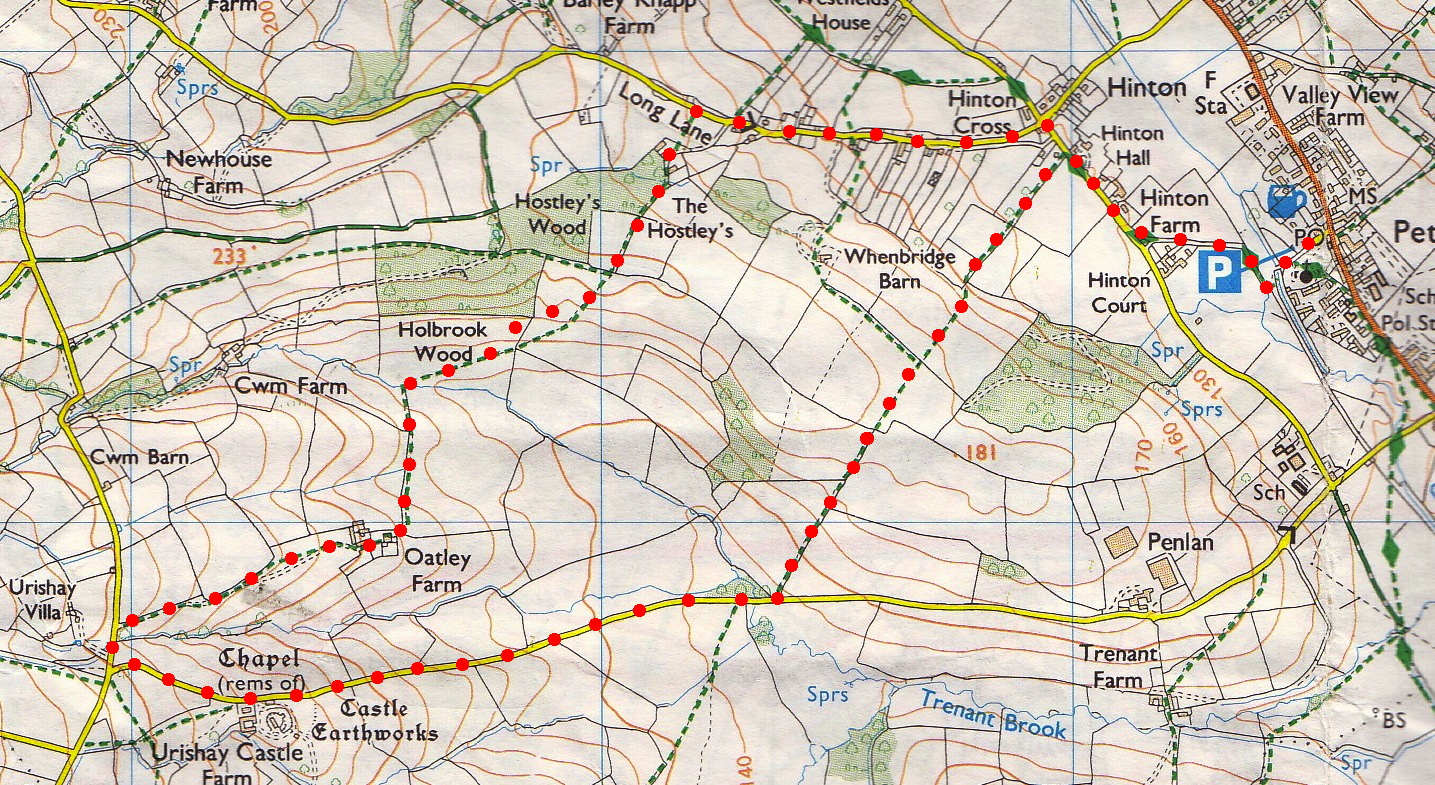 Farm
230
200
Barley Knapp
Farm
Westfields
House
Sprs
Long Lane
Hinton
Cross
Hinton
F
Sta
Valley View
Farm
Newhouse
Farm
Spr
Hinton
Hall
Hostley's
Wood
The
Hostley's
Hinton
Farm
MS
PO
Pet
233
Whenbridge
Barn
P
Hinton
Court
Sch
Pol St
Holbrook
Wood
Spr
Cwm Farm
Spr
130
Sprs
160
170
181
Cwm Barn
Sch
Oatley
Farm
Penlan
Urishay
Villa
Chapel
(rems of)
Trenant
Farm
Castle
Earthworks
Sprs
Trenant Brook
BS
Urishay Castle
Farm
140
Spr